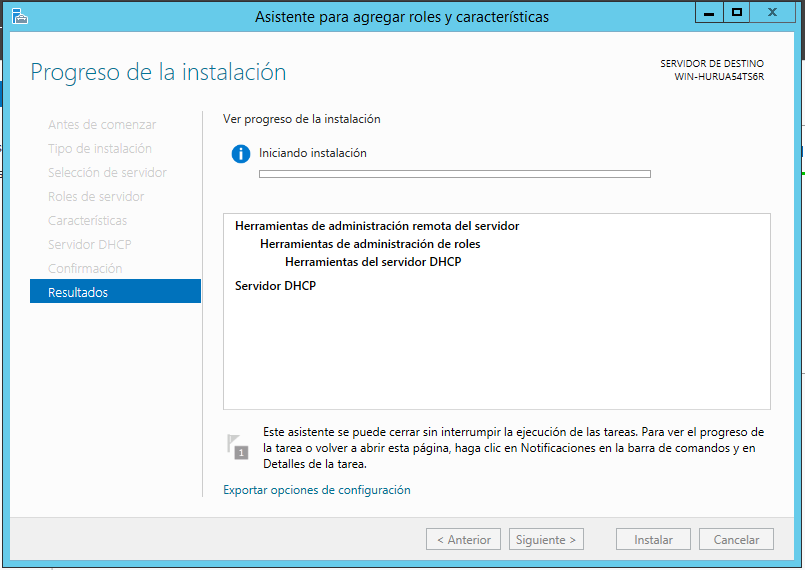 Asistente para agregar roles y características
Progreso de la instalación
SERVIDOR DE DESTINO
WIN-HURUA54TS6R
Antes de comenzar
Tipo de instalación
Selección de servidor
Roles de servidor
Características
Servidor DHCP
Confirmación
Resultados
Ver progreso de la instalación
Iniciando instalación
Herramientas de administración remota del servidor
Herramientas de administración de roles
Herramientas del servidor DHCP
Servidor DHCP
1
Este asistente se puede cerrar sin interrumpir la ejecución de las tareas. Para ver el progreso de
la tarea o volver a abrir esta página, haga clic en Notificaciones en la barra de comandos y en
Detalles de la tarea.
Exportar opciones de configuración
< Anterior
Siguiente >
Instalar
Cancelar